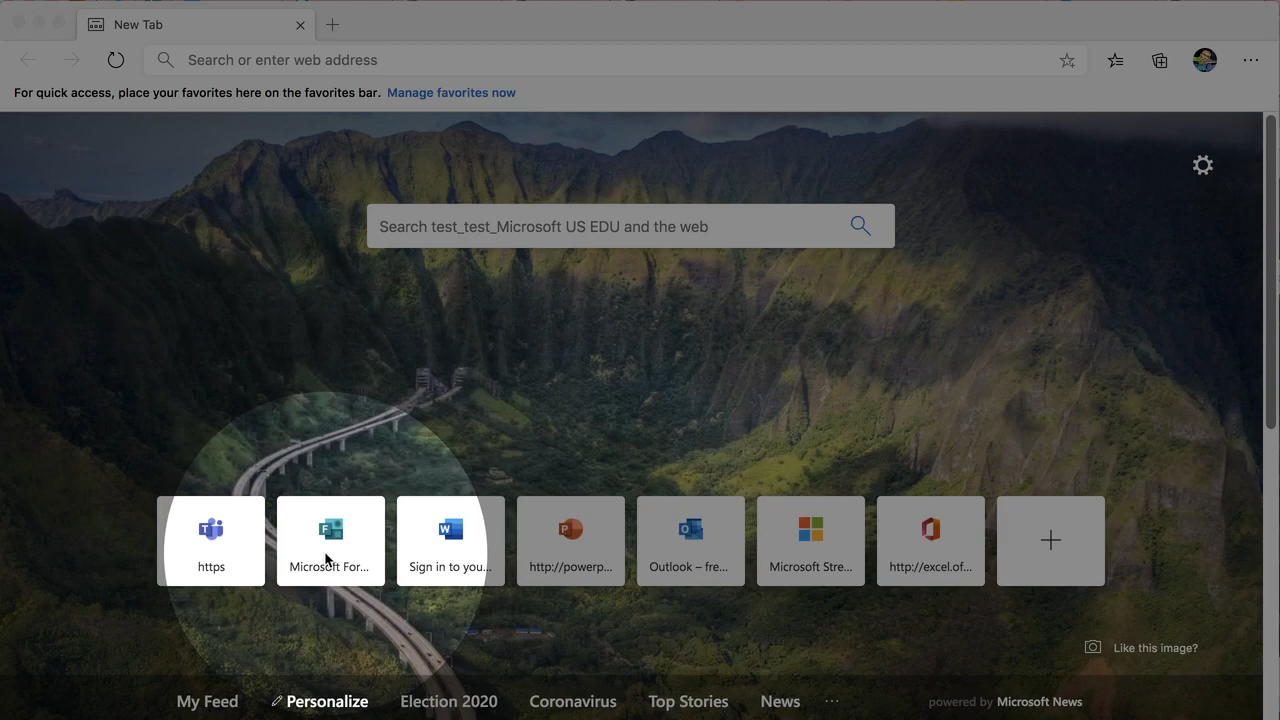 New Tab
Search or enter web address
For quick access, place your favorites here on the favorites bar. Manage favorites now
Search test_test_Microsoft US EDU and the web
https
Microsoft For...
Sign in to you...
http://powerp...
Outlook – fre...
Microsoft Stre...
http://excel.of...
Like this image?
My Feed Personalize Election 2020 Coronavirus Top Stories News ... powered by Microsoft News